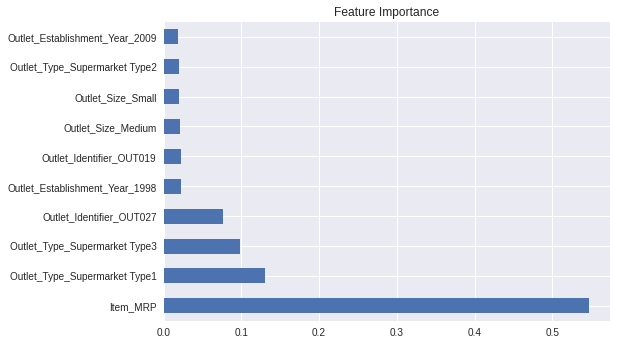 Feature Importance
Outlet_Establishment_Year_2009
Outlet_Type_Supermarket Type2
Outlet_Size_Small
Outlet_Size_Medium
Outlet_Identifier_OUT019
Outlet_Establishment_Year_1998
Outlet_Identifier_OUT027
Outlet_Type_Supermarket Type3
Outlet_Type_Supermarket Type1
Item_MRP
0.0 0.1 0.2 0.3 0.4 0.5